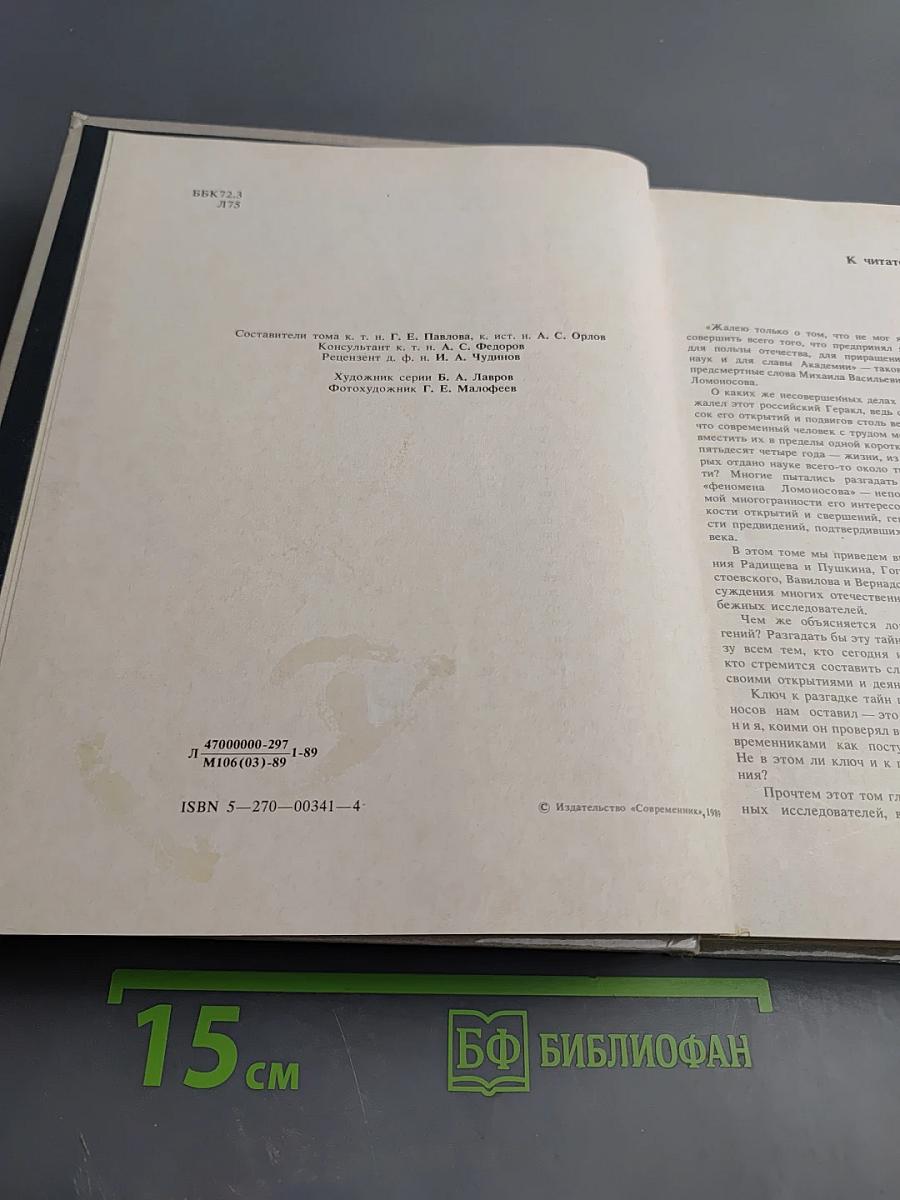 ББК72.3
Л75
Составители тома к. т. н. Г. Е. Павлова, к. ист. н. А. С. Орлов
Консультант к. т. н. А. С. Федоров
Рецензент д. ф. н. И. А. Чудинов
Художник серии Б. А. Лавров
Фотохудожник Г. Е. Малофеев
Л 47000000-297 1-89
М106(03)-89
ISBN 5—270—00341—4
© Издательство «Современник», 1989
К читат
«Жалею только о том, что не мог я
совершить всего того, что предпринял
для пользы отечества, для приращени
наук и для славы Академии» — таков
предсмертные слова Михаила Васильеви
Ломоносова.
О каких же несовершенных делах
жалел этот российский Геракл, ведь с
сок его открытий и подвигов столь ве
что современный человек с трудом м
вместить их в пределы одной коротк
пятьдесят четыре года — жизни, из
рых отдано науке всего-то около т
ти? Многие пытались разгадать
«феномена Ломоносова» — непо
мой многогранности его интересо
кости открытий и свершений, ге
сти предвидений, подтвердивших
века.
В этом томе мы приведем в
ния Радищева и Пушкина, Гог
стоевского, Вавилова и Вернадс
суждения многих отечественн
бежных исследователей.
Чем же объясняется ло
гений? Разгадать бы эту тайн
зу всем тем, кто сегодня и
кто стремится составить сл
своими открытиями и деян
Ключ к разгадке тайн
носов нам оставил — это
ния, коими он проверял в
временниками как посту
Не в этом ли ключ и к
ния?
Прочтем этот том гл
ных исследователей, в
15 см
БФ БИБЛИОФАН